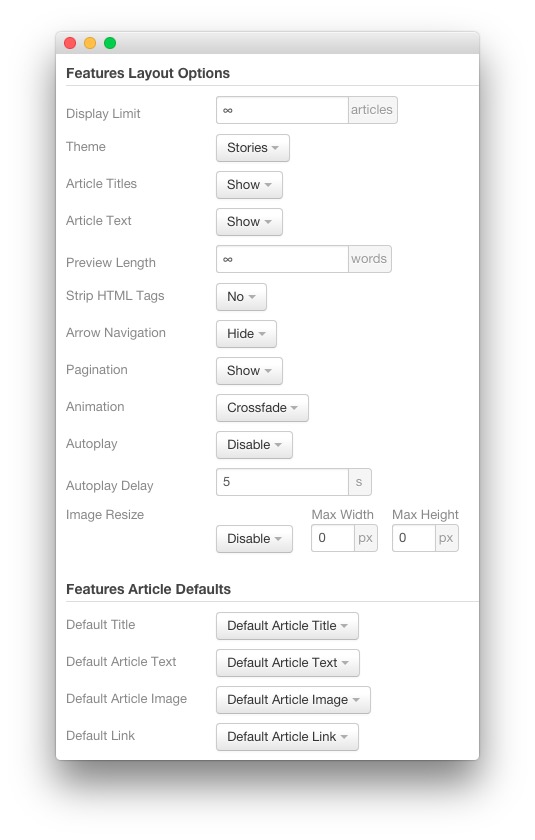 Features Layout Options
Display Limit ∞ articles
Theme Stories
Article Titles Show
Article Text Show
Preview Length ∞ words
Strip HTML Tags No
Arrow Navigation Hide
Pagination Show
Animation Crossfade
Autoplay Disable
Autoplay Delay 5 s
Image Resize Max Width Max Height
Disable 0 px 0 px
Features Article Defaults
Default Title Default Article Title
Default Article Text Default Article Text
Default Article Image Default Article Image
Default Link Default Article Link